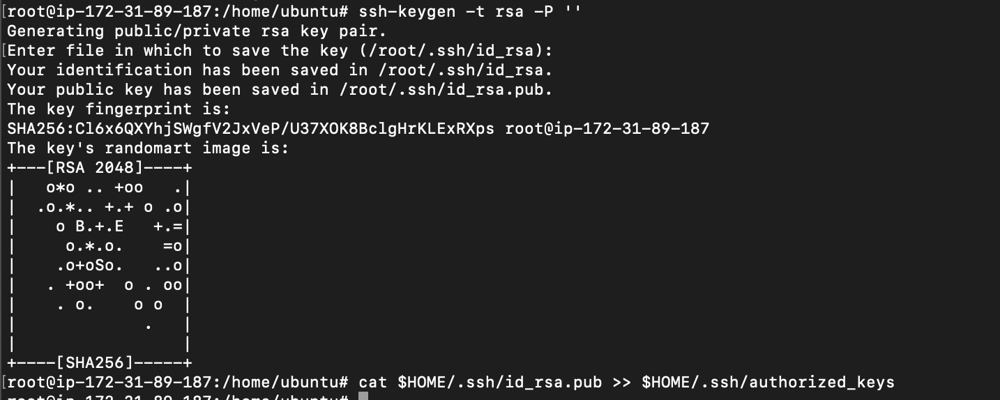 [root@ip-172-31-89-187:/home/ubuntu# ssh-keygen -t rsa -P ''
Generating public/private rsa key pair.
[Enter file in which to save the key (/root/.ssh/id_rsa):
Your identification has been saved in /root/.ssh/id_rsa.
Your public key has been saved in /root/.ssh/id_rsa.pub.
The key fingerprint is:
SHA256:Cl6x6QXYhjSWgfV2JxVeP/U37XOK8BclgHrKLExRXps root@ip-172-31-89-187
The key's randomart image is:
+---[RSA 2048]----+
|   o*o .. +oo   .|
|  .o.*.. +.+ o .o|
|    o B.+.E   +.=|
|     o.*.o.    =o|
|    .o+oSo.   ..o|
|   . +oo+  o . oo|
|    . o.    o o  |
|             .   |
|                 |
+----[SHA256]-----+
[root@ip-172-31-89-187:/home/ubuntu# cat $HOME/.ssh/id_rsa.pub >> $HOME/.ssh/authorized_keys
root@ip-172-31-89-187:/home/ubuntu#